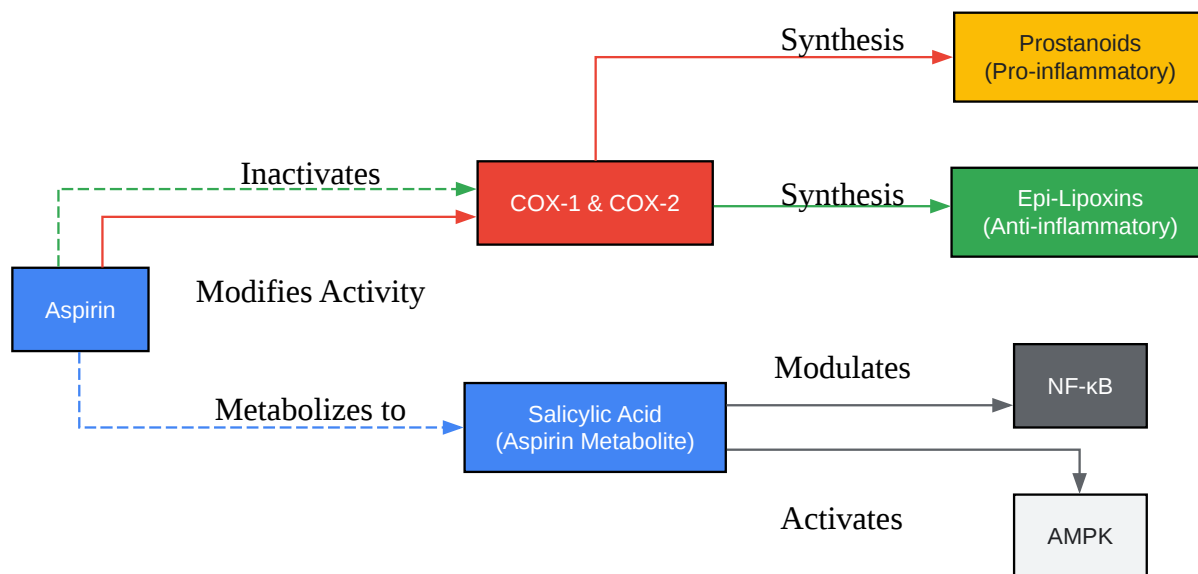 Synthesis
Prostanoids
(Pro-inflammatory)
Inactivates
COX-1 & COX-2
Synthesis
Epi-Lipoxins
(Anti-inflammatory)
Aspirin
Modifies Activity
Metabolizes to
Salicylic Acid
(Aspirin Metabolite)
Modulates
NF-κB
Activates
AMPK